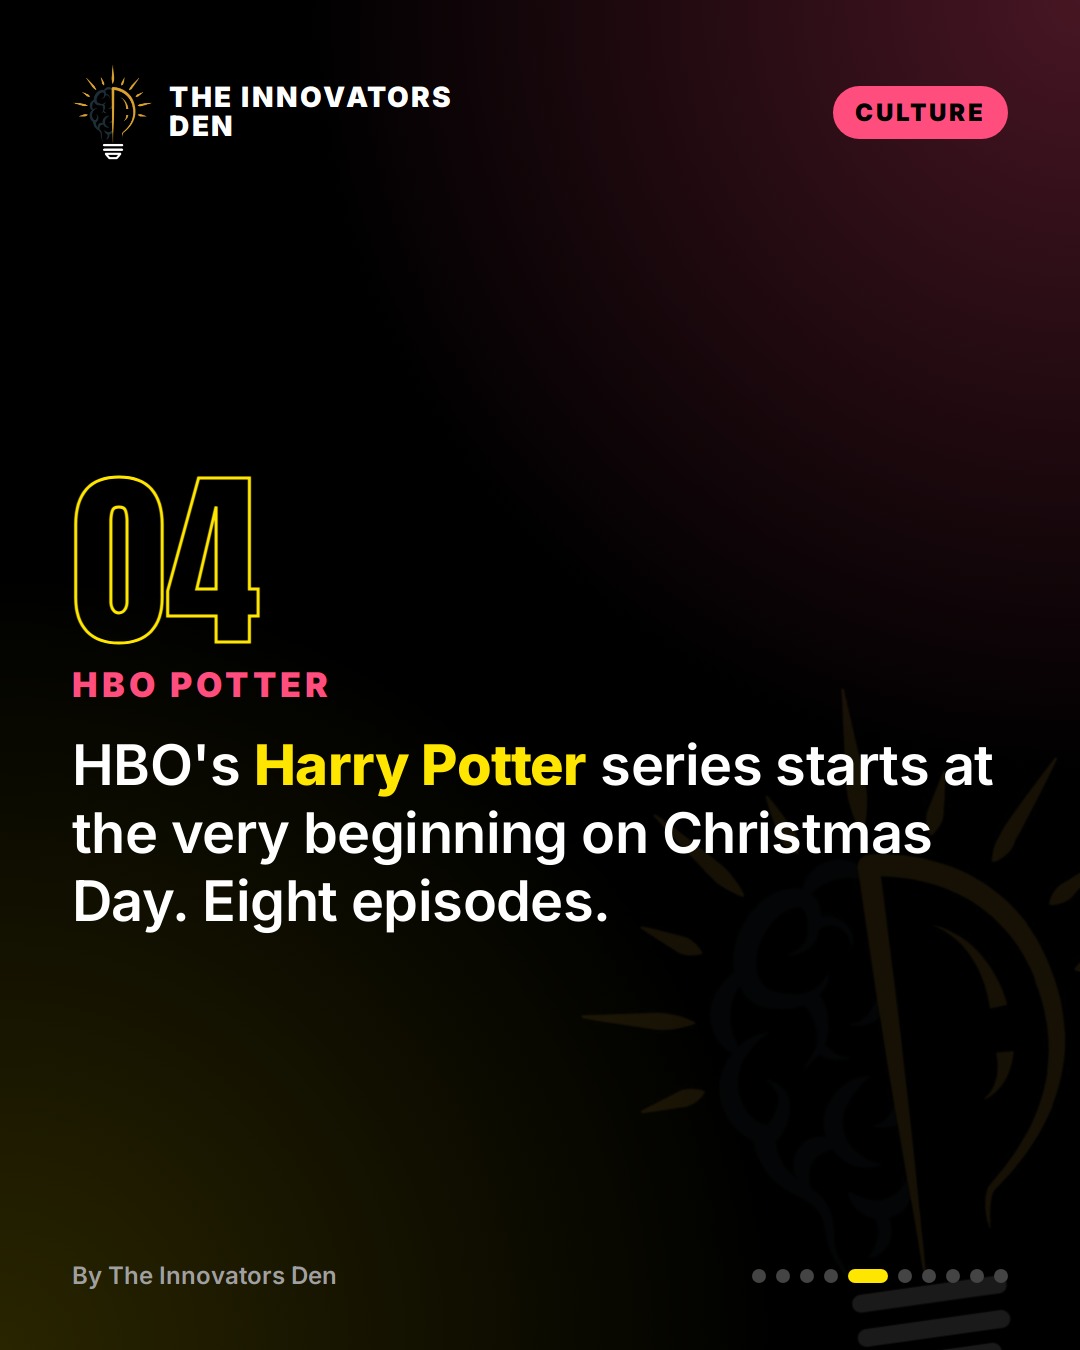 THE INNOVATORS
DEN
CULTURE
04
HBO POTTER
HBO's Harry Potter series starts at
the very beginning on Christmas
Day. Eight episodes.
By The Innovators Den